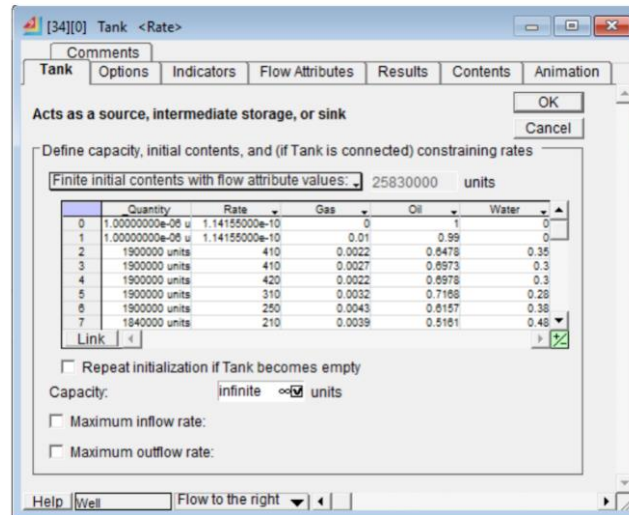 [34][0] Tank <Rate>
Comments
Tank Options Indicators Flow Attributes Results Contents Animation
OK
Acts as a source, intermediate storage, or sink
Cancel
Define capacity, initial contents, and (if Tank is connected) constraining rates
Finite initial contents with flow attribute values: 25830000 units
_Quantity Rate Gas Oil Water
0 1.00000000e-06 u 1.14155000e-10 0 1 0
1 1.00000000e-06 u 1.14155000e-10 0.01 0.99 0
2 1900000 units 410 0.0022 0.6478 0.35
3 1900000 units 410 0.0027 0.6973 0.3
4 1900000 units 420 0.0022 0.6978 0.3
5 1900000 units 310 0.0032 0.7168 0.28
6 1900000 units 250 0.0043 0.6157 0.38
7 1840000 units 210 0.0039 0.5161 0.48
Link
Repeat initialization if Tank becomes empty
Capacity: infinite ∞ units
Maximum inflow rate:
Maximum outflow rate:
Help Well Flow to the right